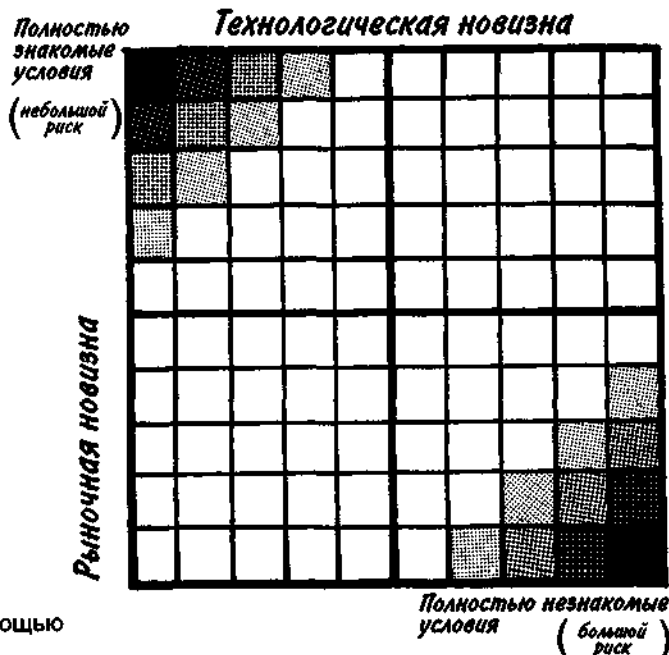 Технологическая новизна
Полностью
знакомые
условия
(небольшой
риск)
Рыночная новизна
Полностью незнакомые
условия
(большой
риск)
ощью